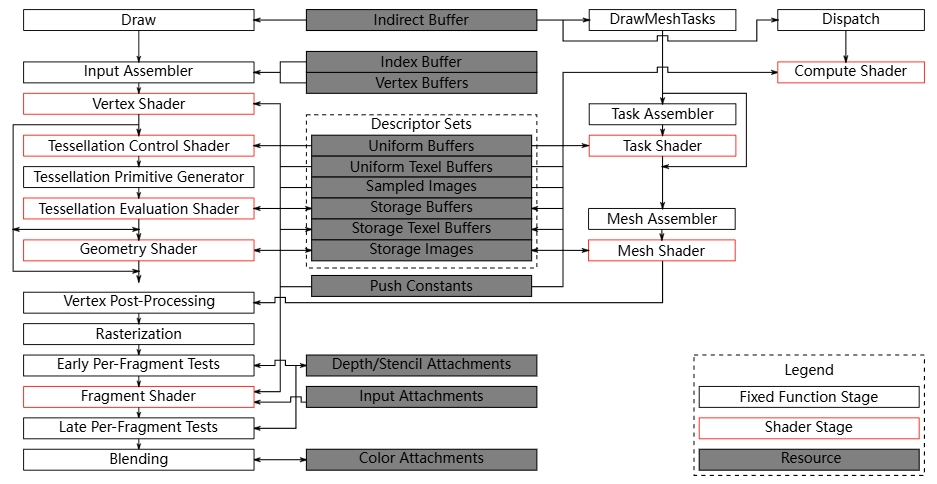 Draw
Indirect Buffer
DrawMeshTasks
Dispatch
Input Assembler
Index Buffer
Vertex Buffers
Compute Shader
Vertex Shader
Task Assembler
Descriptor Sets
Tessellation Control Shader
Uniform Buffers
Task Shader
Uniform Texel Buffers
Tessellation Primitive Generator
Sampled Images
Tessellation Evaluation Shader
Storage Buffers
Mesh Assembler
Storage Texel Buffers
Geometry Shader
Storage Images
Mesh Shader
Push Constants
Vertex Post-Processing
Rasterization
Early Per-Fragment Tests
Depth/Stencil Attachments
Fragment Shader
Input Attachments
Late Per-Fragment Tests
Blending
Color Attachments
Legend
Fixed Function Stage
Shader Stage
Resource